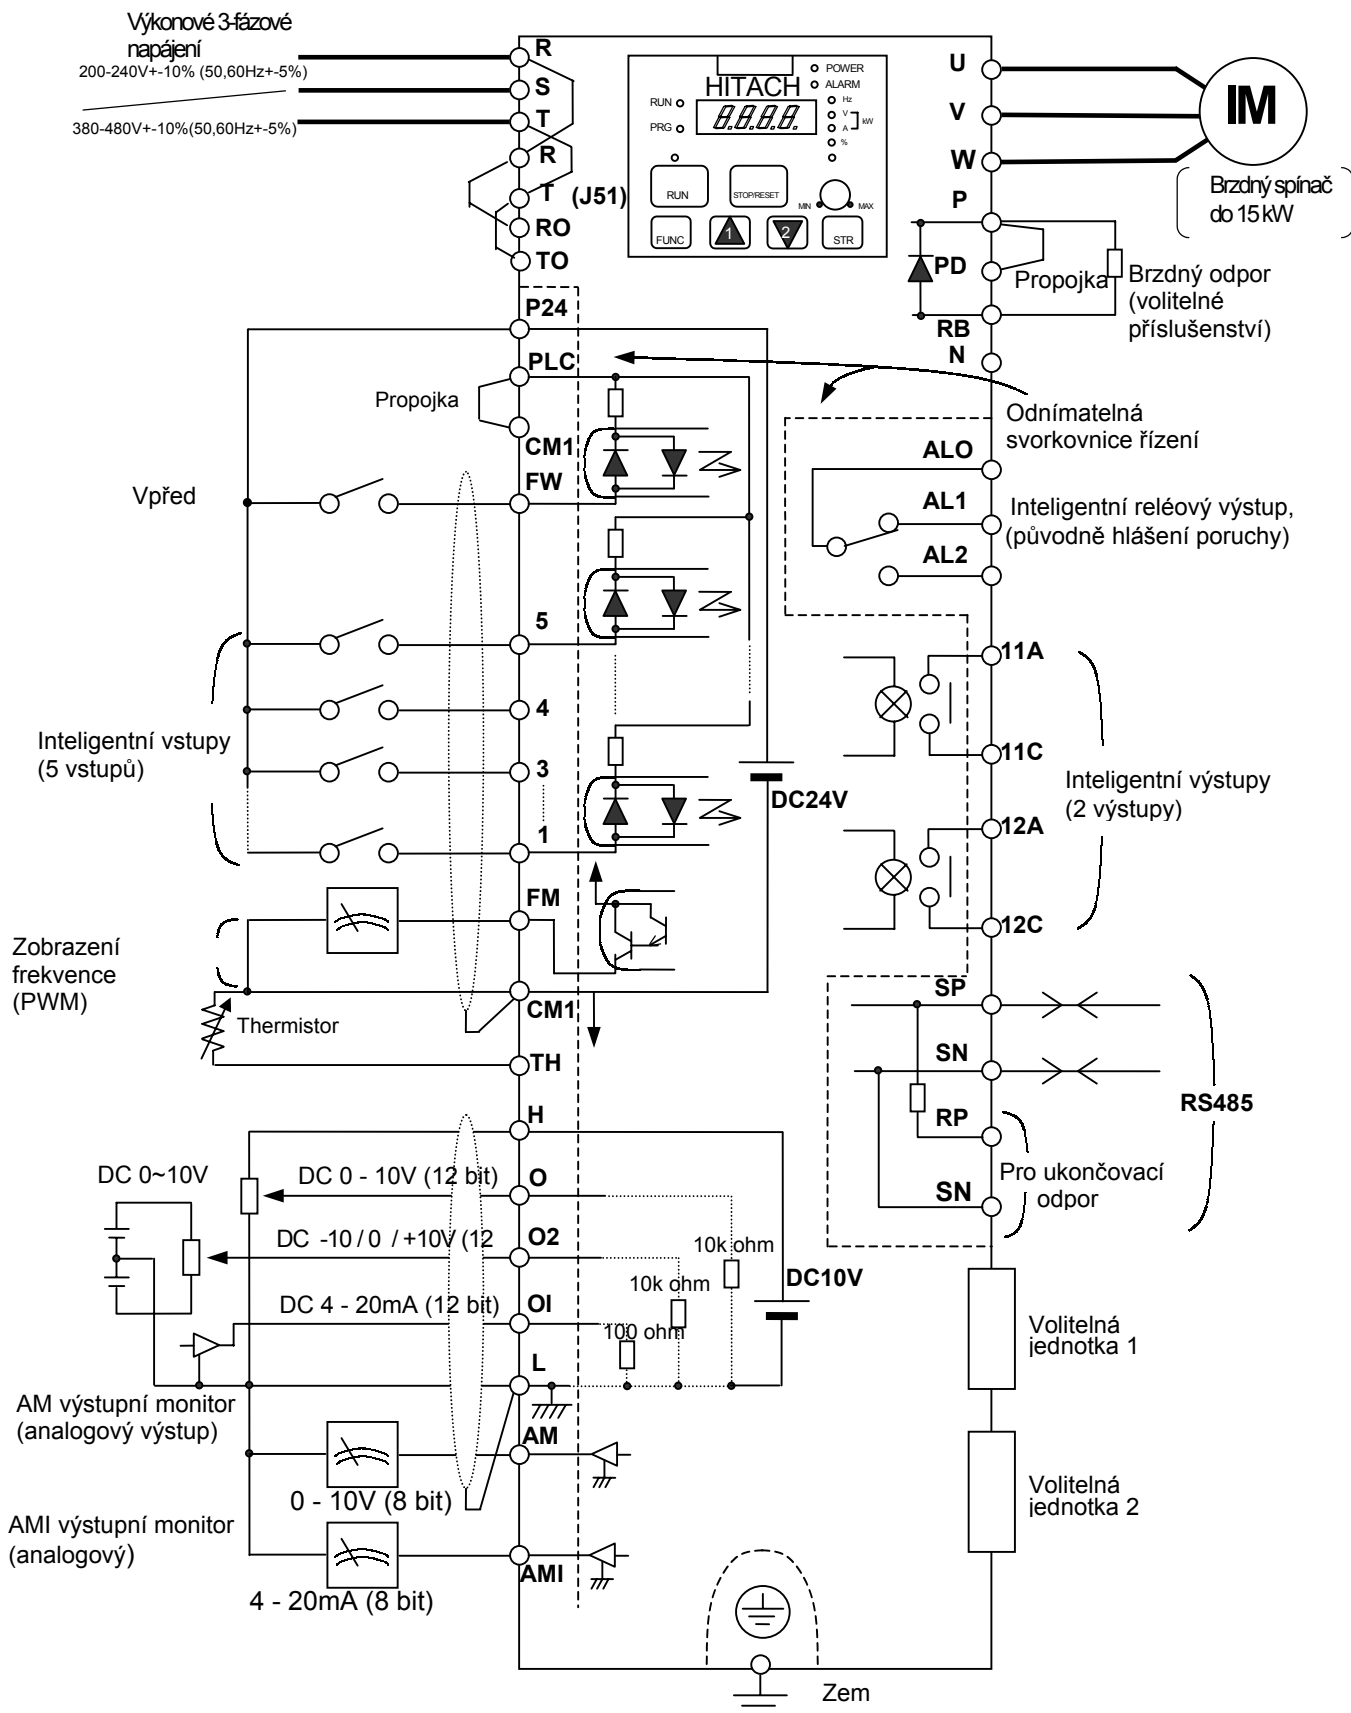 Výkonové 3-fázové
napájení
200-240V+-10% (50,60Hz+-5%)
380-480V+-10%(50,60Hz+-5%)
R
S
T
R
T
(J51)
RO
TO
HITACH
POWER
ALARM
RUN
PRG
8.8.8.8.
Hz
V
A
kW
%
RUN
STOP/RESET
MIN
MAX
FUNC
1
2
STR
U
V
W
IM
Brzdný spínač
do 15 kW
P
PD
Propojka
RB
N
Brzdný odpor
(volitelné
příslušenství)
P24
PLC
Propojka
CM1
FW
Vpřed
Odnímatelná
svorkovnice řízení
ALO
AL1
AL2
Inteligentní reléový výstup,
(původně hlášení poruchy)
5
4
3
1
Inteligentní vstupy
(5 vstupů)
DC24V
11A
11C
12A
12C
Inteligentní výstupy
(2 výstupy)
FM
Zobrazení
frekvence
(PWM)
CM1
Thermistor
TH
SP
SN
RP
SN
RS485
Pro ukončovací
odpor
H
DC 0~10V
DC 0 - 10V (12 bit)
O
DC -10 / 0 / +10V (12
O2
DC 4 - 20mA (12 bit)
OI
10k ohm
10k ohm
100 ohm
DC10V
L
AM výstupní monitor
(analogový výstup)
AM
0 - 10V (8 bit)
AMI výstupní monitor
(analogový)
AMI
4 - 20mA (8 bit)
Volitelná
jednotka 1
Volitelná
jednotka 2
Zem